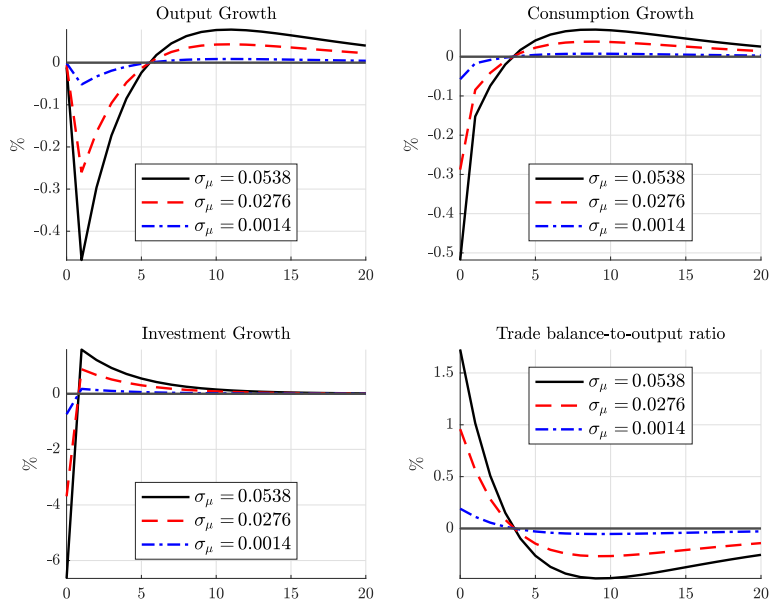 Output Growth
0
-0.1
-0.2
-0.3
-0.4
%
σμ = 0.0538
σμ = 0.0276
σμ = 0.0014
0 5 10 15 20
Consumption Growth
0
-0.1
-0.2
-0.3
-0.4
-0.5
%
σμ = 0.0538
σμ = 0.0276
σμ = 0.0014
0 5 10 15 20
Investment Growth
0
-2
-4
-6
%
σμ = 0.0538
σμ = 0.0276
σμ = 0.0014
0 5 10 15 20
Trade balance-to-output ratio
1.5
1
0.5
0
%
σμ = 0.0538
σμ = 0.0276
σμ = 0.0014
0 5 10 15 20